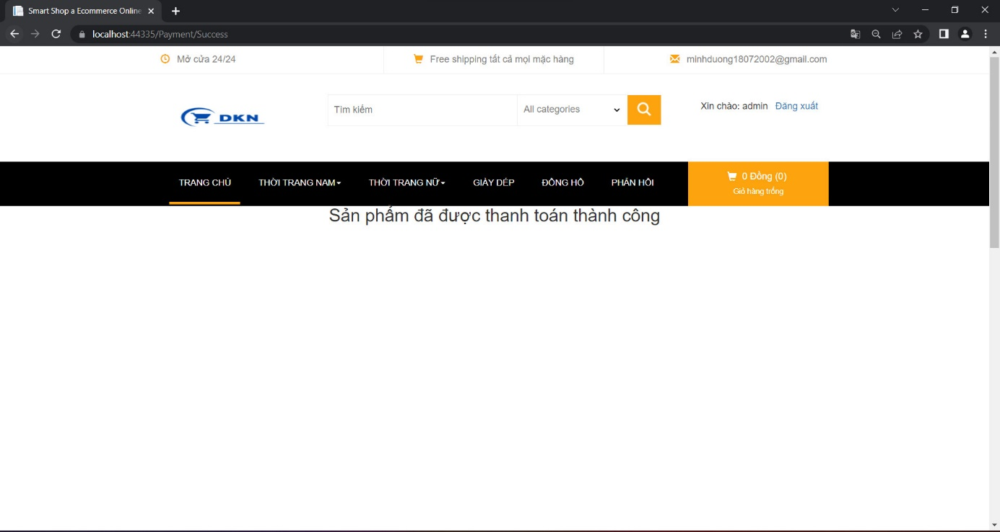 Smart Shop a Ecommerce Online
localhost:44335/Payment/Success
Mở cửa 24/24
Free shipping tất cả mọi mặc hàng
minhduong18072002@gmail.com
DKN
Tìm kiếm
All categories
Xin chào: admin Đăng xuất
TRANG CHỦ THỜI TRANG NAM THỜI TRANG NỮ GIÀY DÉP ĐỒNG HỒ PHẢN HỒI
0 Đồng (0)
Giỏ hàng trống
Sản phẩm đã được thanh toán thành công